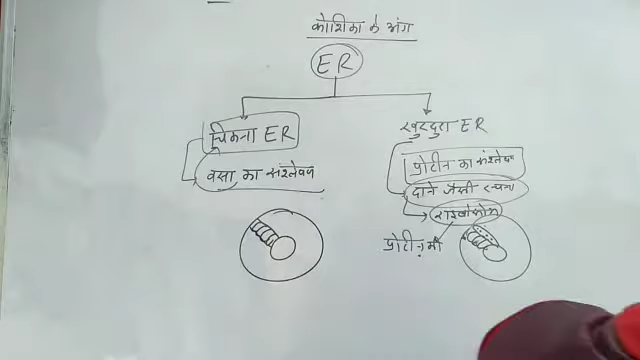 कोशिका के अंग
ER
चिकना ER
वसा का संश्लेषण
खुरदुरा ER
प्रोटीन का संश्लेषण
दाने जैसी रचना
राइबोसोम
प्रोटीन की